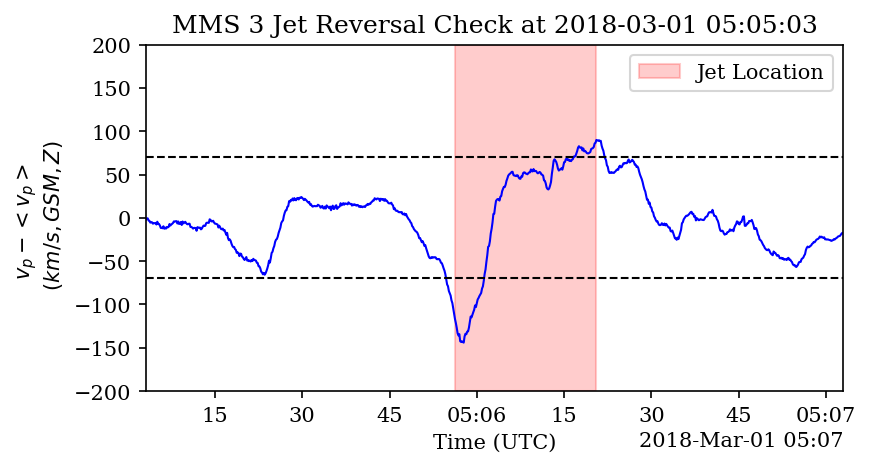 MMS 3 Jet Reversal Check at 2018-03-01 05:05:03
200
150
100
50
0
−50
−100
−150
−200
v_p − < v_p >
(km/s, GSM, Z)
Jet Location
15
30
45
05:06
15
30
45
05:07
Time (UTC)
2018-Mar-01 05:07